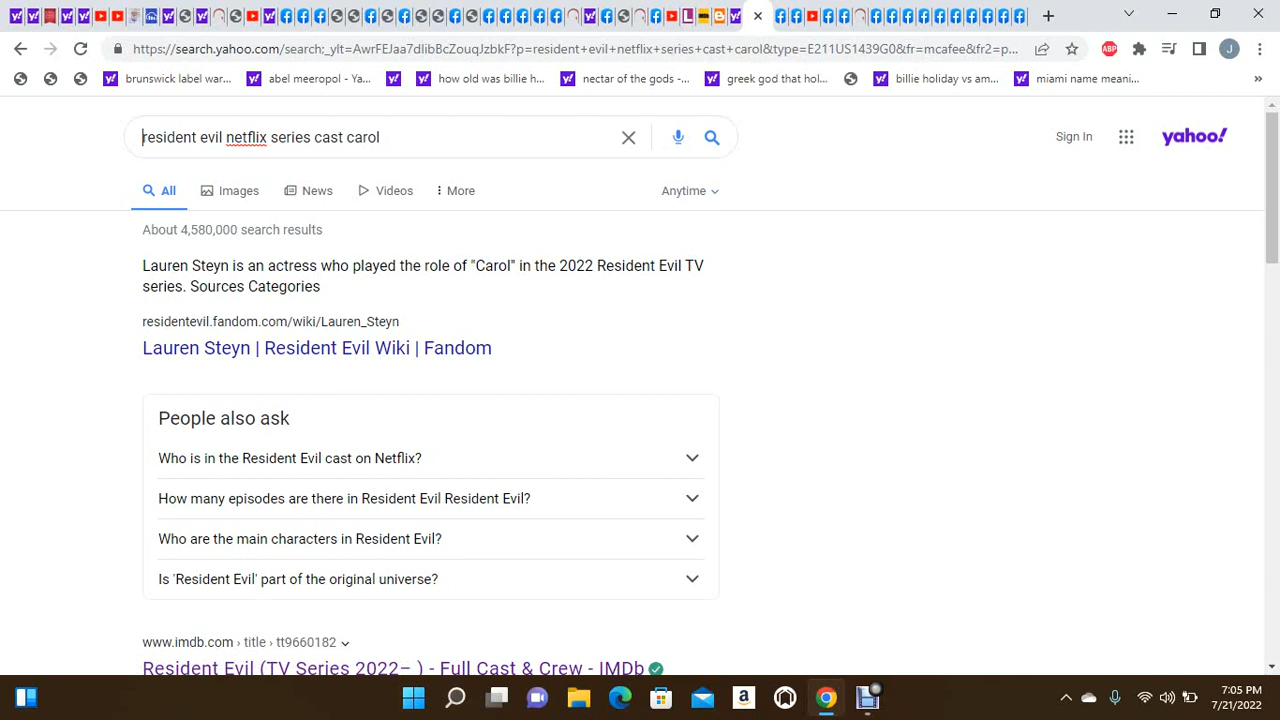 https://search.yahoo.com/search;_ylt=AwrFEJaa7dlibBcZouqJzbkF?p=resident+evil+netflix+series+cast+carol&type=E211US1439G0&fr=mcafee&fr2=p...
ABP
J
brunswick label war...
abel meeropol - Ya...
how old was billie h...
nectar of the gods -...
greek god that hol...
billie holiday vs am...
miami name meani...
resident evil netflix series cast carol
Sign In
yahoo!
All
Images
News
Videos
More
Anytime
About 4,580,000 search results
Lauren Steyn is an actress who played the role of "Carol" in the 2022 Resident Evil TV
series. Sources Categories
residentevil.fandom.com/wiki/Lauren_Steyn
Lauren Steyn | Resident Evil Wiki | Fandom
People also ask
Who is in the Resident Evil cast on Netflix?
How many episodes are there in Resident Evil Resident Evil?
Who are the main characters in Resident Evil?
Is 'Resident Evil' part of the original universe?
www.imdb.com › title › tt9660182
Resident Evil (TV Series 2022– ) - Full Cast & Crew - IMDb
7:05 PM
7/21/2022